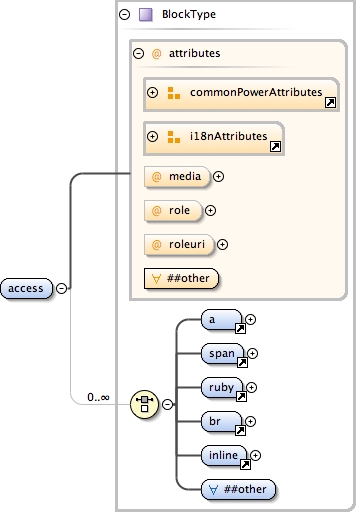 BlockType
@ attributes
commonPowerAttributes
i18nAttributes
@ media
@ role
@ roleuri
∀ ##other
access
0..∞
a
span
ruby
br
inline
∀ ##other